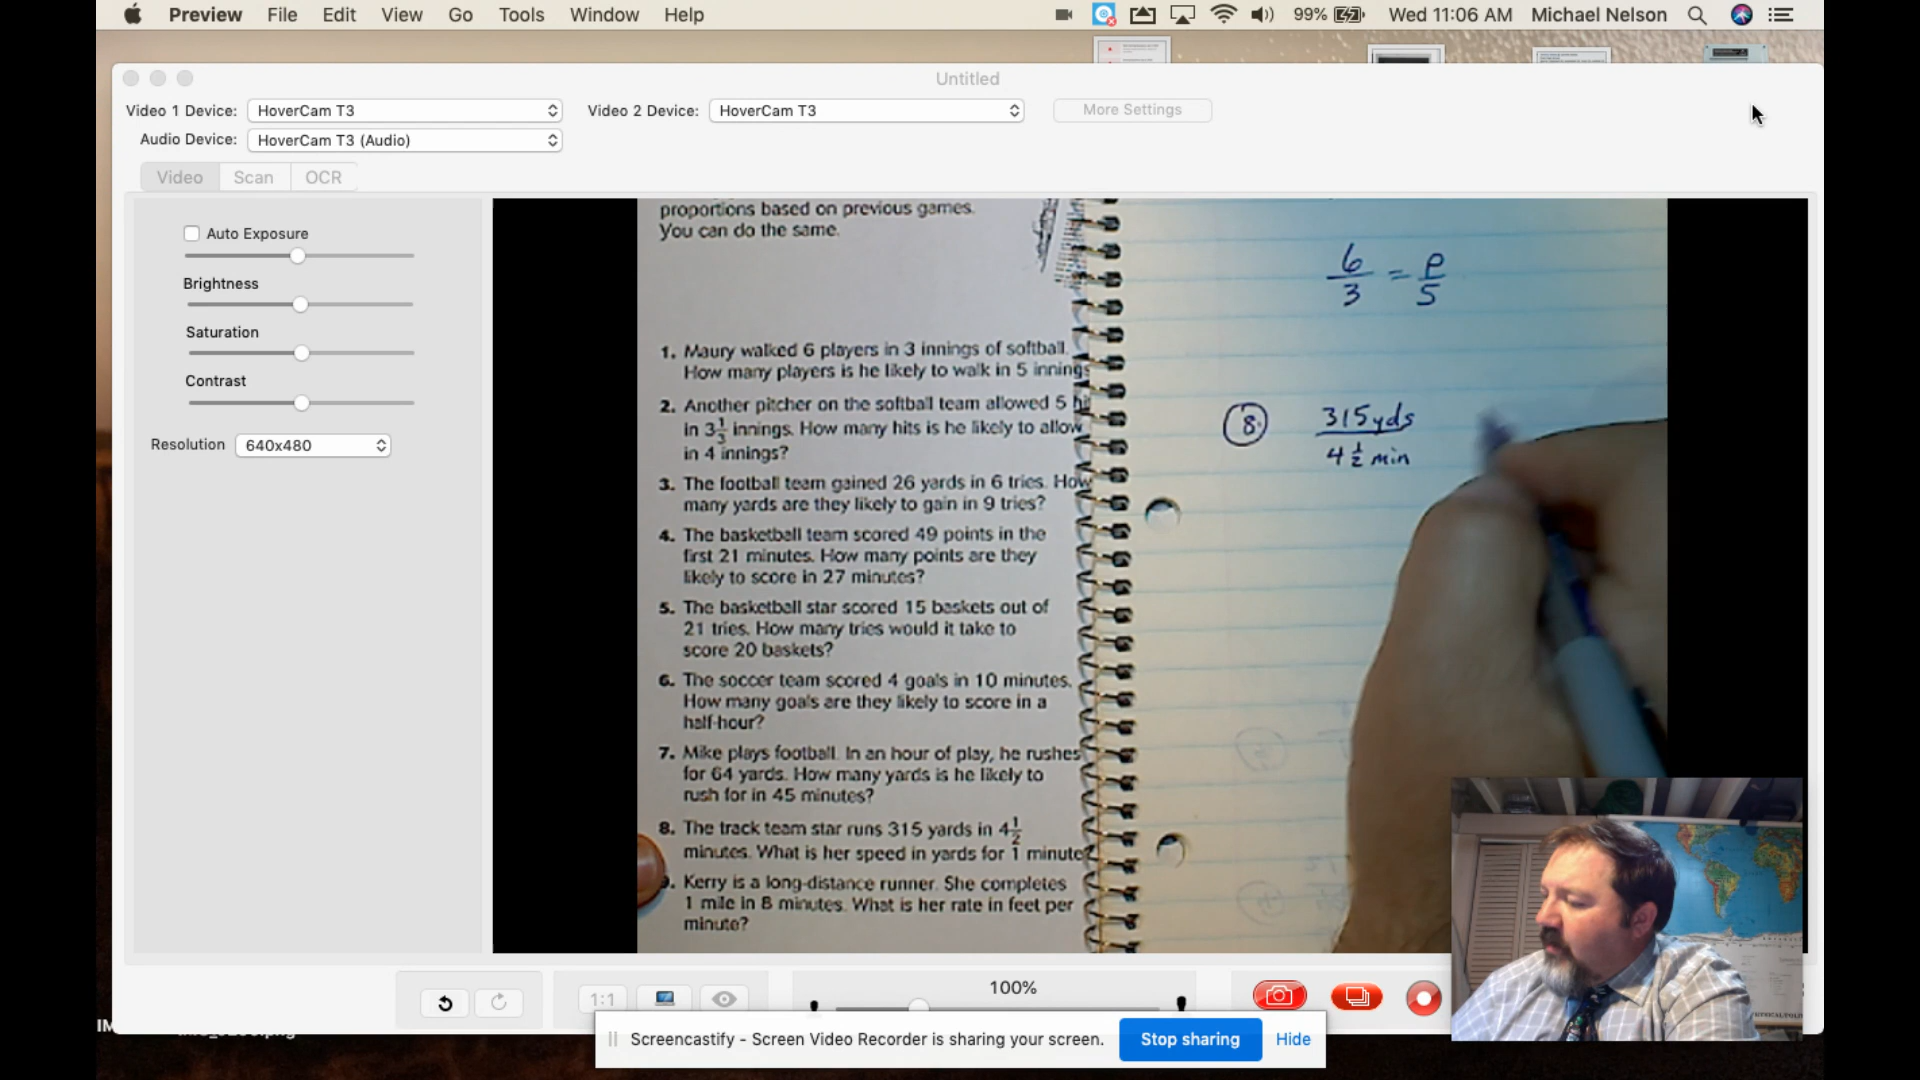 Preview File Edit View Go Tools Window Help 99% Wed 11:06 AM Michael Nelson
Untitled
Video 1 Device: HoverCam T3 Video 2 Device: HoverCam T3 More Settings
Audio Device: HoverCam T3 (Audio)
Video Scan OCR
Auto Exposure
Brightness
Saturation
Contrast
Resolution 640x480
proportions based on previous games.
You can do the same.
1. Maury walked 6 players in 3 innings of softball.
How many players is he likely to walk in 5 innings
2. Another pitcher on the softball team allowed 5
in 3 1/3 innings. How many hits is he likely to allow
in 4 innings?
3. The football team gained 26 yards in 6 tries. How
many yards are they likely to gain in 9 tries?
4. The basketball team scored 49 points in the
first 21 minutes. How many points are they
likely to score in 27 minutes?
5. The basketball star scored 15 baskets out of
21 tries. How many tries would it take to
score 20 baskets?
6. The soccer team scored 4 goals in 10 minutes.
How many goals are they likely to score in a
half-hour?
7. Mike plays football. In an hour of play, he rushes
for 64 yards. How many yards is he likely to
rush for in 45 minutes?
8. The track team star runs 315 yards in 4 1/2
minutes. What is her speed in yards for 1 minute?
9. Kerry is a long-distance runner. She completes
1 mile in 8 minutes. What is her rate in feet per
minute?
6/3 = P/5
8. 315 yds
4 1/2 min
1:1 100%
Screencastify - Screen Video Recorder is sharing your screen. Stop sharing Hide